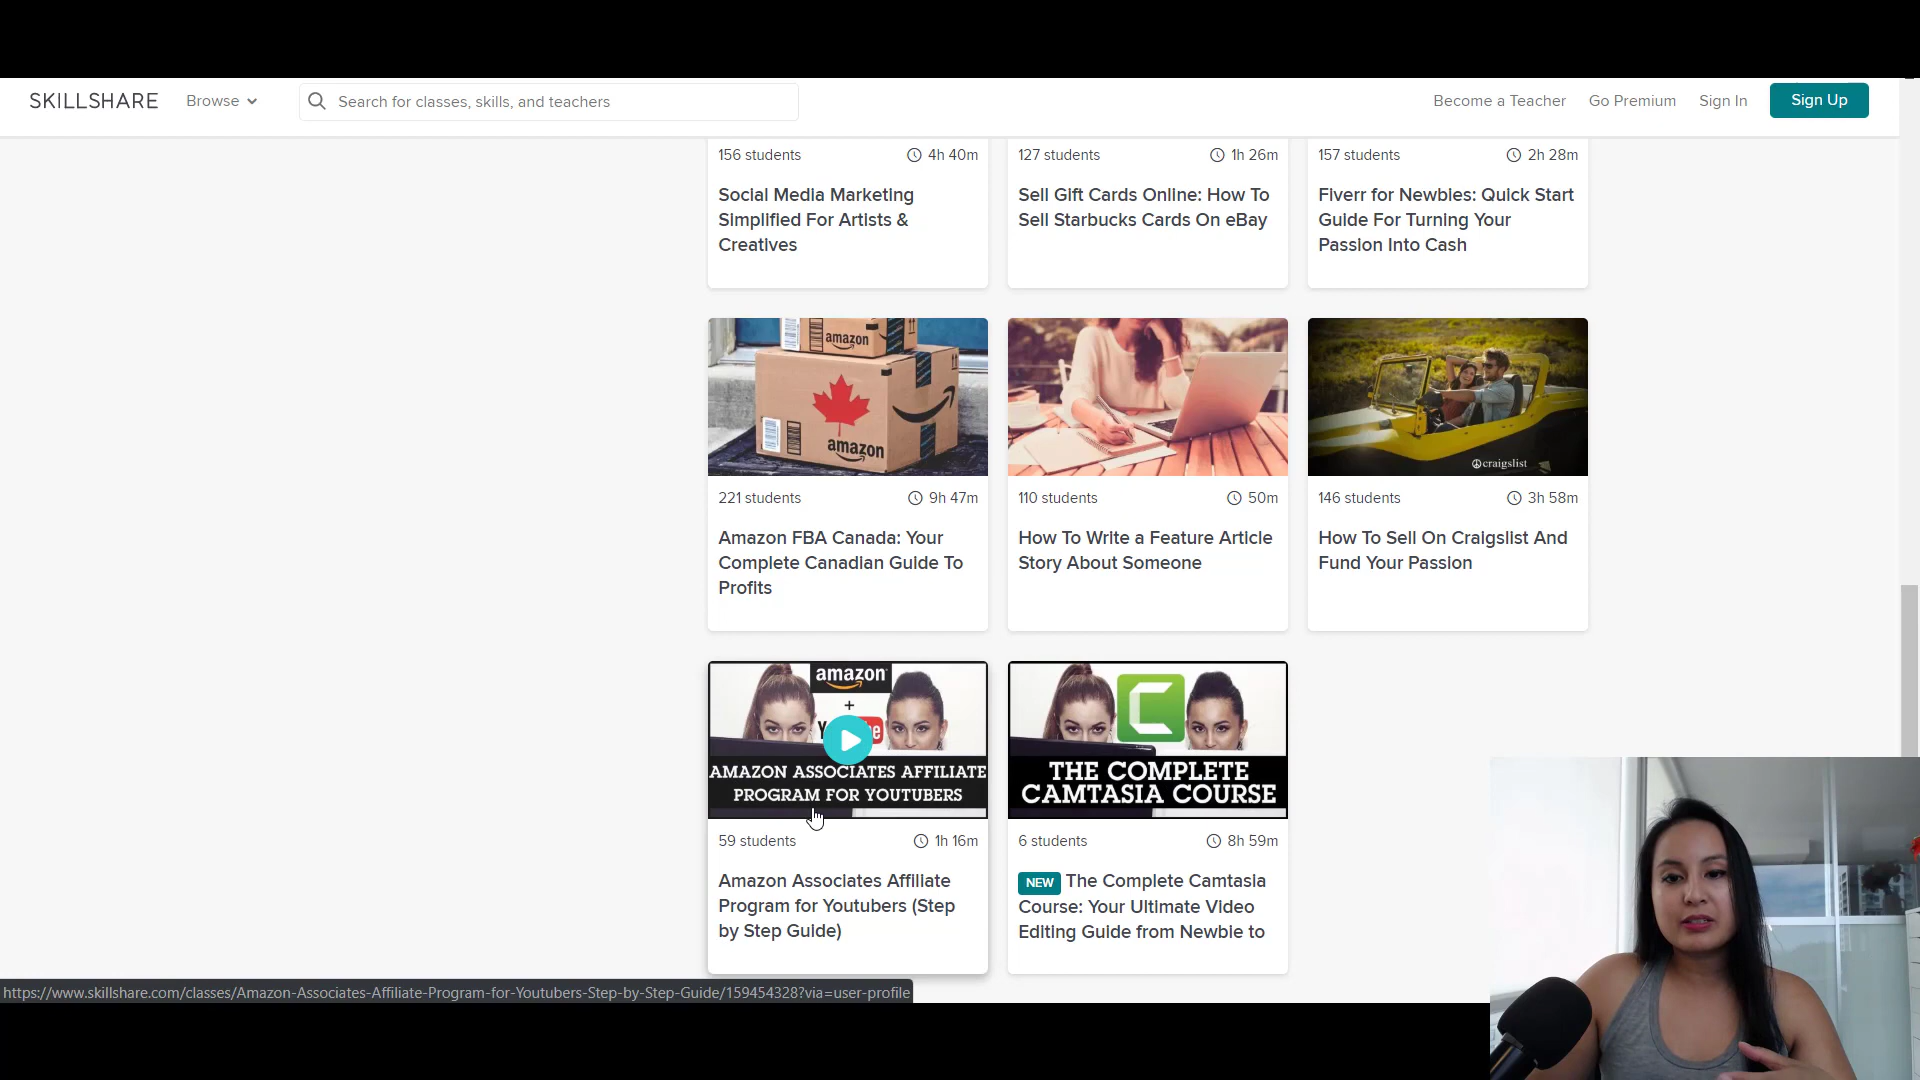 SKILLSHARE
Browse
Search for classes, skills, and teachers
Become a Teacher
Go Premium
Sign In
Sign Up
156 students
4h 40m
Social Media Marketing
Simplified For Artists &
Creatives
127 students
1h 26m
Sell Gift Cards Online: How To
Sell Starbucks Cards On eBay
157 students
2h 28m
Fiverr for Newbies: Quick Start
Guide For Turning Your
Passion Into Cash
amazon
amazon
221 students
9h 47m
Amazon FBA Canada: Your
Complete Canadian Guide To
Profits
110 students
50m
How To Write a Feature Article
Story About Someone
craigslist
146 students
3h 58m
How To Sell On Craigslist And
Fund Your Passion
amazon
+
AMAZON ASSOCIATES AFFILIATE
PROGRAM FOR YOUTUBERS
59 students
1h 16m
Amazon Associates Affiliate
Program for Youtubers (Step
by Step Guide)
THE COMPLETE
CAMTASIA COURSE
6 students
8h 59m
NEW The Complete Camtasia
Course: Your Ultimate Video
Editing Guide from Newbie to
https://www.skillshare.com/classes/Amazon-Associates-Affiliate-Program-for-Youtubers-Step-by-Step-Guide/159454328?via=user-profile